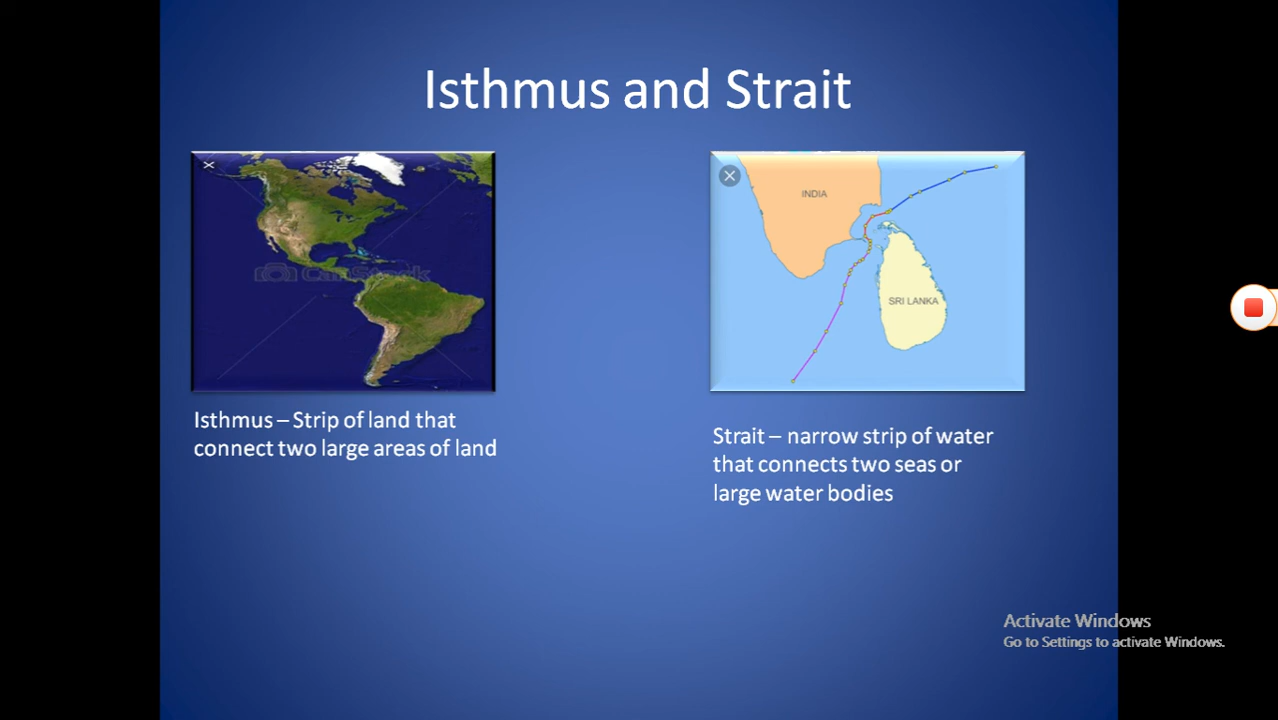 Isthmus and Strait
CanStock
INDIA
SRI LANKA
Isthmus – Strip of land that
connect two large areas of land
Strait – narrow strip of water
that connects two seas or
large water bodies
Activate Windows
Go to Settings to activate Windows.